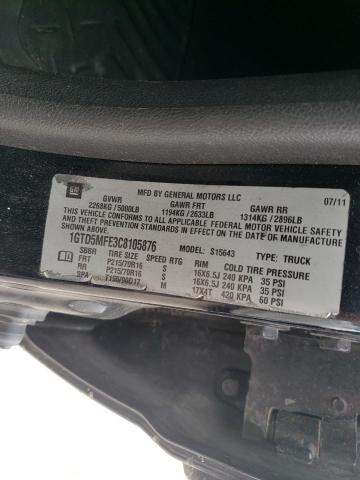 GM MFD BY GENERAL MOTORS LLC 07/11
GVWR GAWR FRT GAWR RR
2268KG/5000LB 1194KG/2633LB 1314KG/2896LB
THIS VEHICLE CONFORMS TO ALL APPLICABLE FEDERAL MOTOR VEHICLE SAFETY
AND THEFT PREVENTION STANDARDS IN EFFECT ON THE DATE OF MANUFACTURE
SHOWN ABOVE.
1GTD5MFE3C8105876 MODEL: S15643 TYPE: TRUCK
S8BR TIRE SIZE SPEED RTG RIM COLD TIRE PRESSURE
FRT P215/70R16 S 16X6.5J 240 KPA 35 PSI
RR P215/70R16 S 16X6.5J 240 KPA 35 PSI
SPA M 17X4T 420 KPA 60 PSI